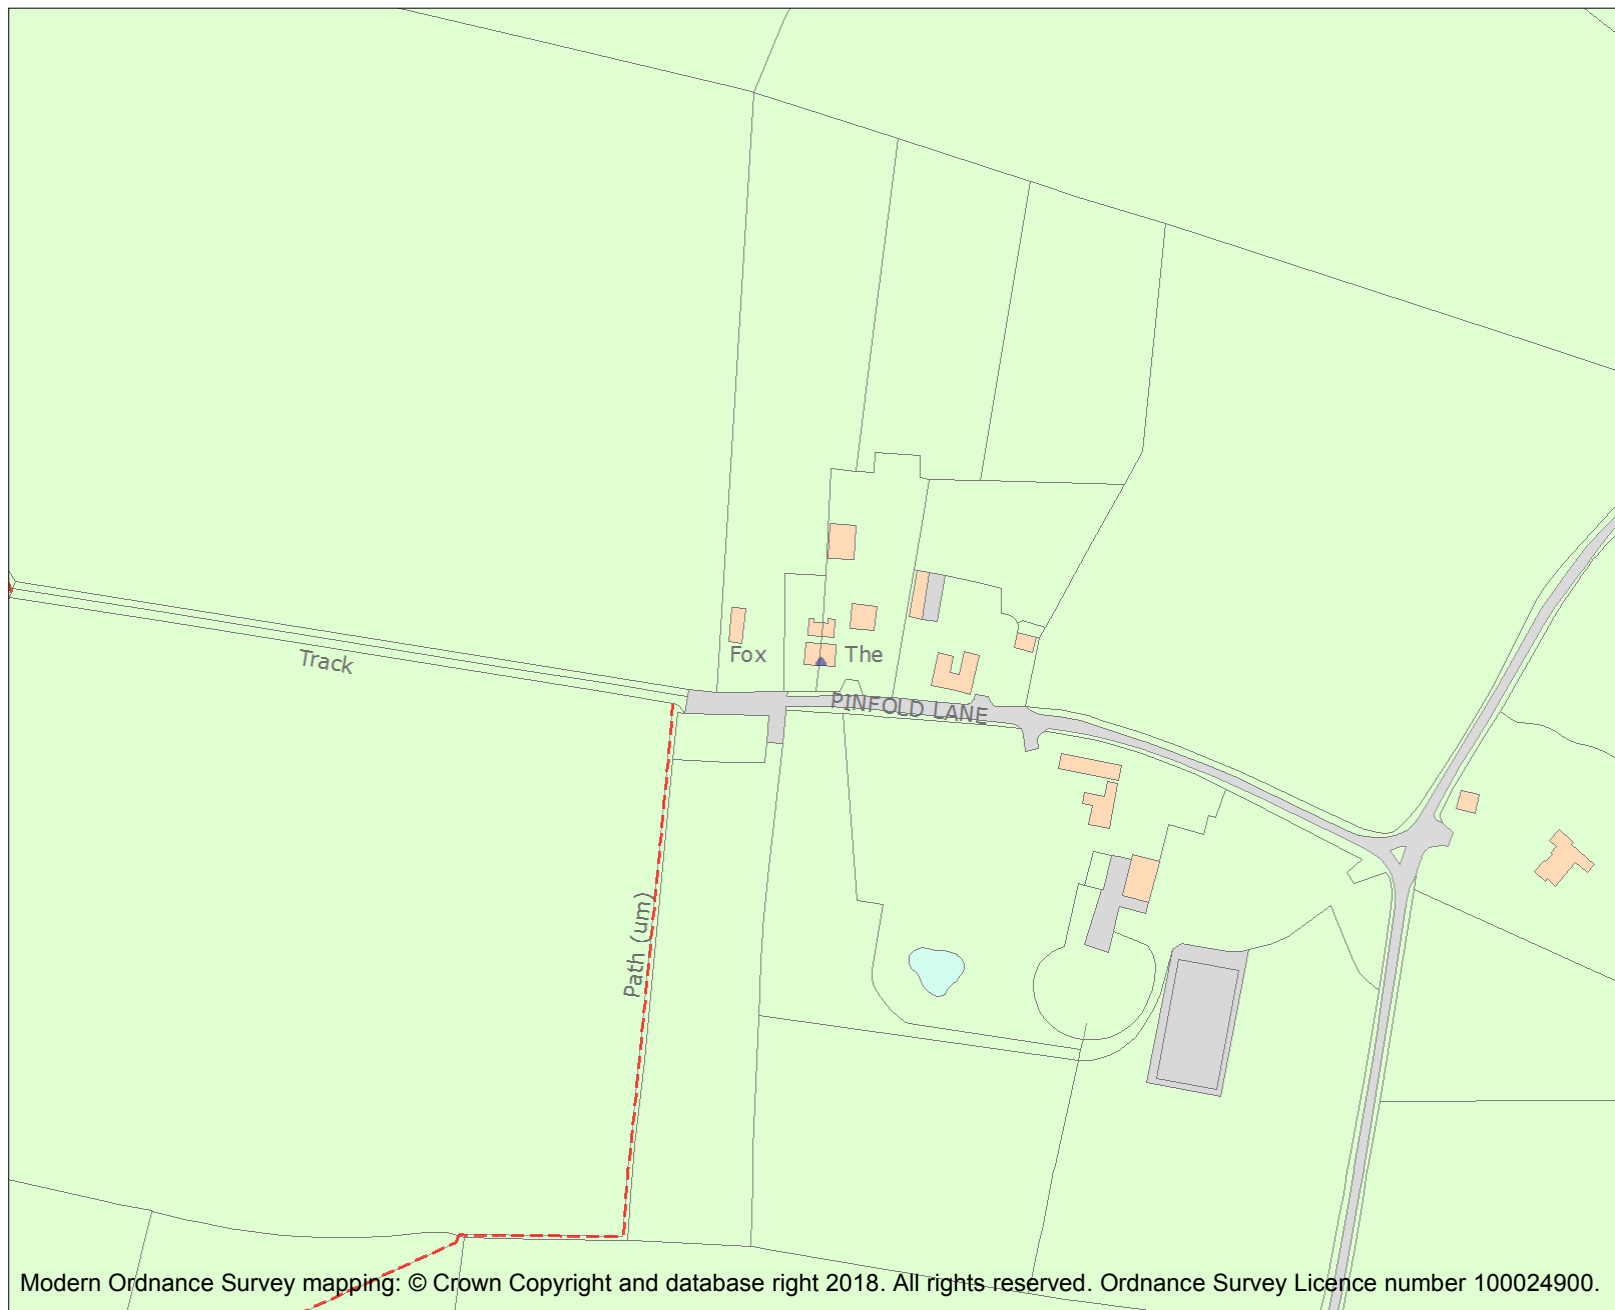 Track
Fox
The
PINFOLD LANE
Path (um)
Modern Ordnance Survey mapping: © Crown Copyright and database right 2018. All rights reserved. Ordnance Survey Licence number 100024900.